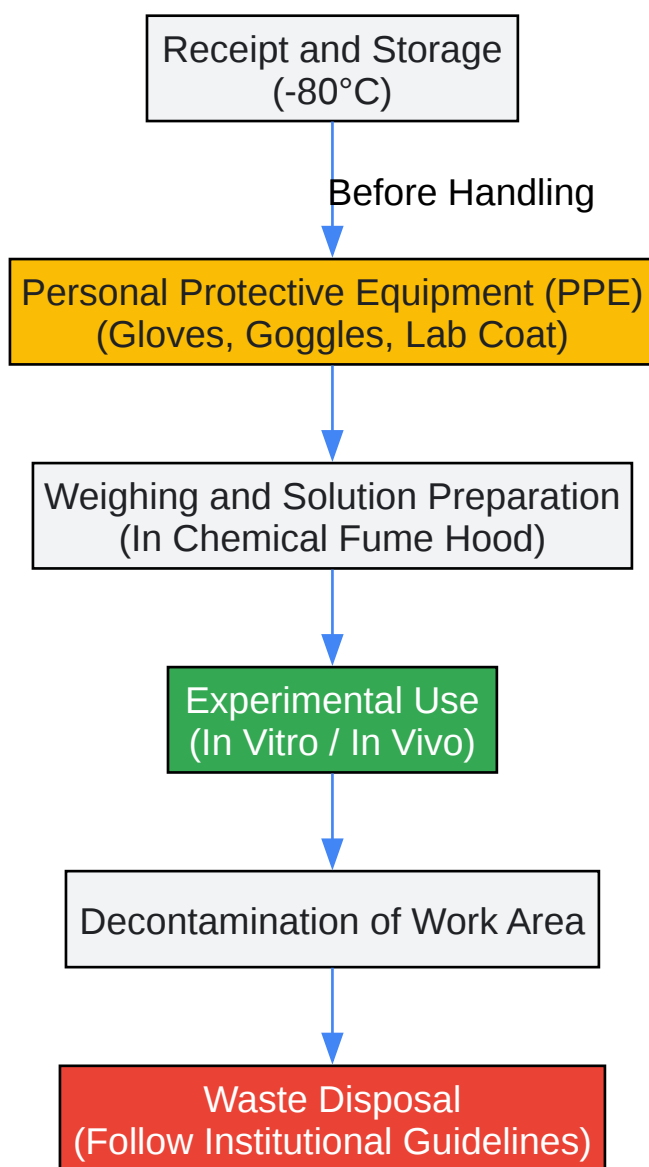 Receipt and Storage
(-80°C)
Before Handling
Personal Protective Equipment (PPE)
(Gloves, Goggles, Lab Coat)
Weighing and Solution Preparation
(In Chemical Fume Hood)
Experimental Use
(In Vitro / In Vivo)
Decontamination of Work Area
Waste Disposal
(Follow Institutional Guidelines)